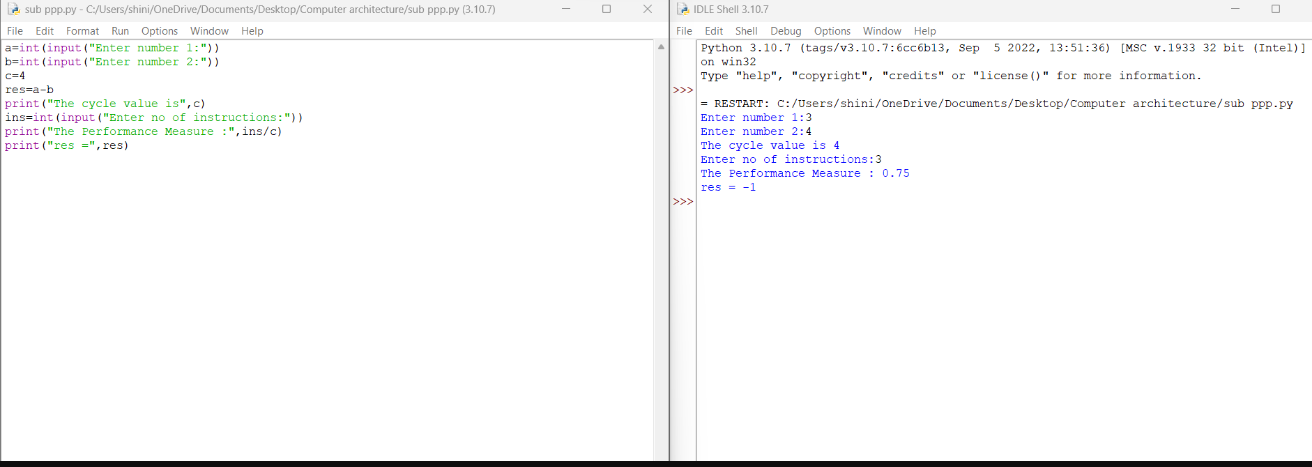 sub ppp.py - C:/Users/shini/OneDrive/Documents/Desktop/Computer architecture/sub ppp.py (3.10.7)
File Edit Format Run Options Window Help
a=int(input("Enter number 1:"))
b=int(input("Enter number 2:"))
c=4
res=a-b
print("The cycle value is",c)
ins=int(input("Enter no of instructions:"))
print("The Performance Measure :",ins/c)
print("res =",res)
IDLE Shell 3.10.7
File Edit Shell Debug Options Window Help
Python 3.10.7 (tags/v3.10.7:6cc6b13, Sep  5 2022, 13:51:36) [MSC v.1933 32 bit (Intel)]
on win32
Type "help", "copyright", "credits" or "license()" for more information.
>>>
= RESTART: C:/Users/shini/OneDrive/Documents/Desktop/Computer architecture/sub ppp.py
Enter number 1:3
Enter number 2:4
The cycle value is 4
Enter no of instructions:3
The Performance Measure : 0.75
res = -1
>>>